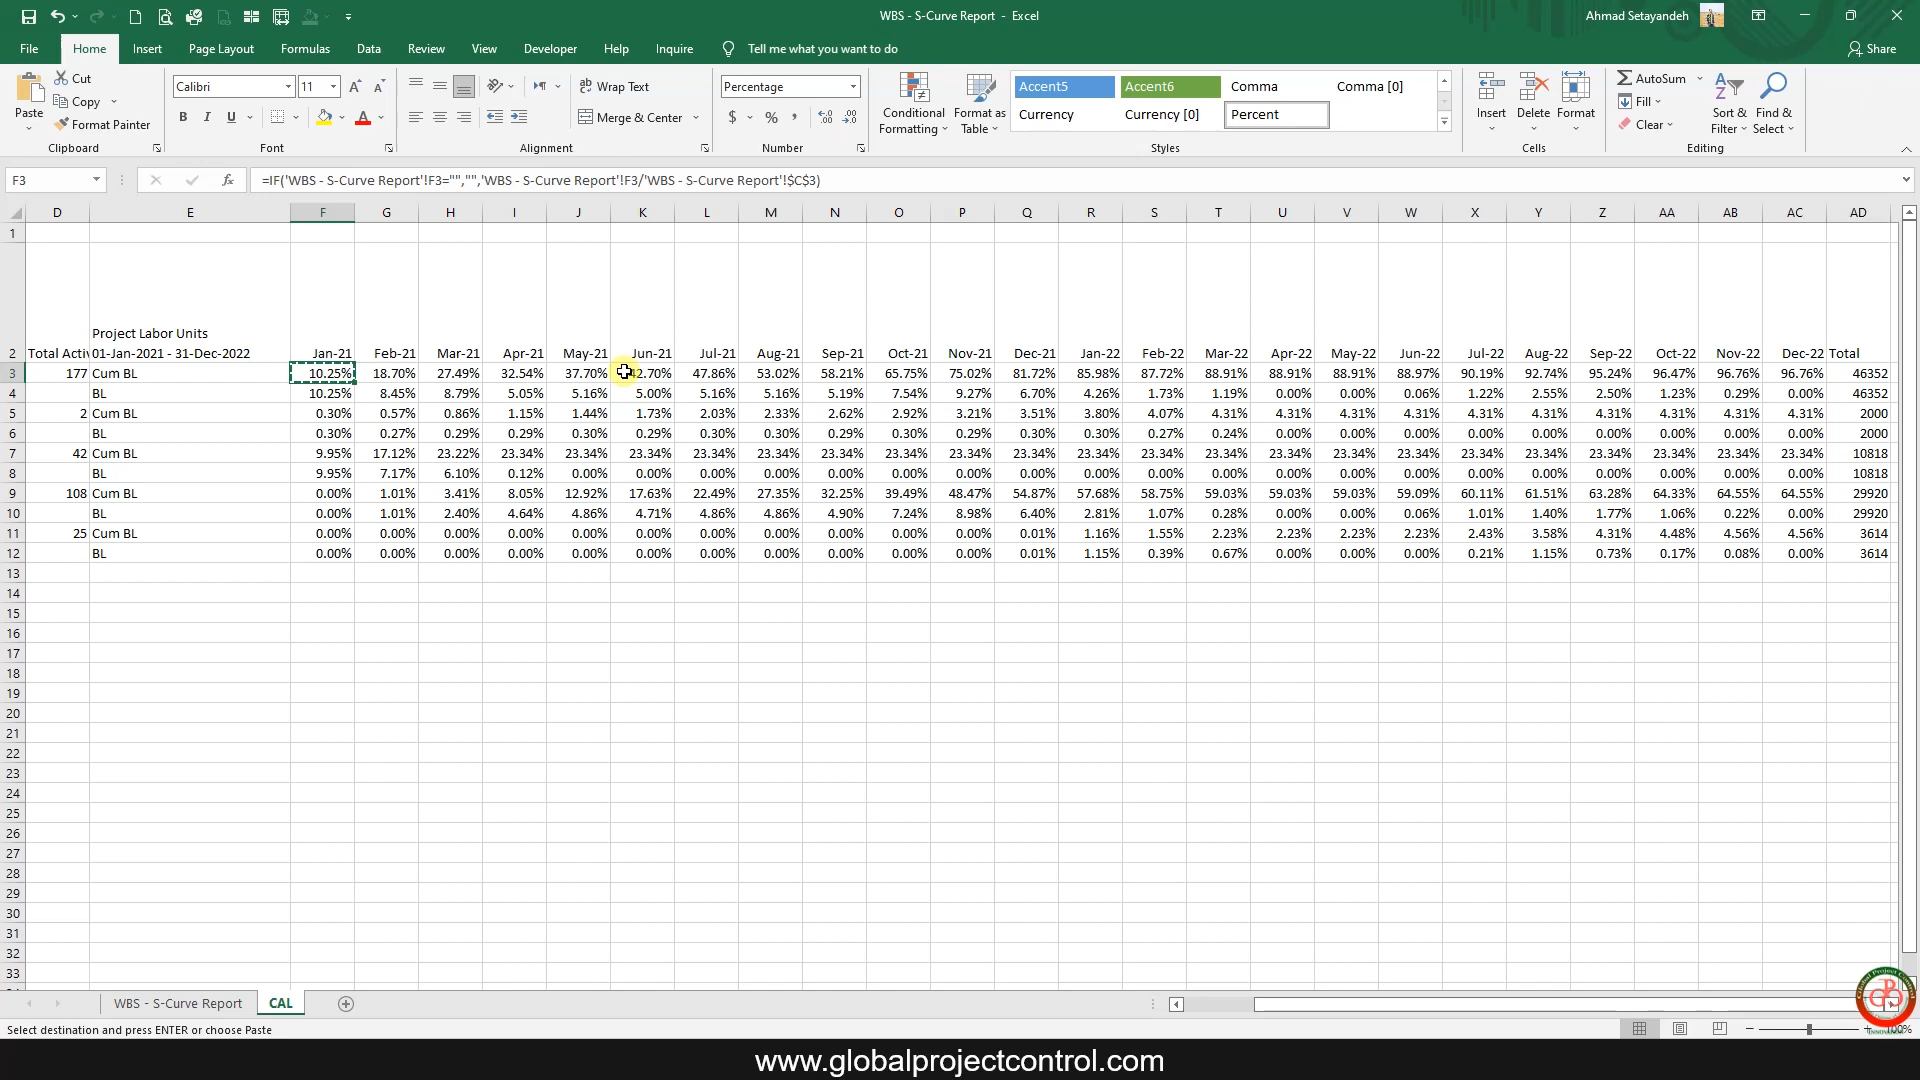 WBS - S-Curve Report - Excel
Ahmad Setayandeh
File Home Insert Page Layout Formulas Data Review View Developer Help Inquire Tell me what you want to do Share
Paste
Cut
Copy
Format Painter
Clipboard
Calibri 11
B I U
Font
Wrap Text
Merge & Center
Alignment
Percentage
$ % ,
Number
Conditional Formatting
Format as Table
Accent5 Accent6 Comma Comma [0]
Currency Currency [0] Percent
Styles
Insert Delete Format
Cells
AutoSum
Fill
Clear
Sort & Filter
Find & Select
Editing
F3 fx =IF('WBS - S-Curve Report'!F3="","",'WBS - S-Curve Report'!F3/'WBS - S-Curve Report'!$C$3)
D E F G H I J K L M N O P Q R S T U V W X Y Z AA AB AC AD
1
Project Labor Units
2 Total Activ 01-Jan-2021 - 31-Dec-2022 Jan-21 Feb-21 Mar-21 Apr-21 May-21 Jun-21 Jul-21 Aug-21 Sep-21 Oct-21 Nov-21 Dec-21 Jan-22 Feb-22 Mar-22 Apr-22 May-22 Jun-22 Jul-22 Aug-22 Sep-22 Oct-22 Nov-22 Dec-22 Total
3 177 Cum BL 10.25% 18.70% 27.49% 32.54% 37.70% 42.70% 47.86% 53.02% 58.21% 65.75% 75.02% 81.72% 85.98% 87.72% 88.91% 88.91% 88.91% 88.97% 90.19% 92.74% 95.24% 96.47% 96.76% 96.76% 46352
4 BL 10.25% 8.45% 8.79% 5.05% 5.16% 5.00% 5.16% 5.16% 5.19% 7.54% 9.27% 6.70% 4.26% 1.73% 1.19% 0.00% 0.00% 0.06% 1.22% 2.55% 2.50% 1.23% 0.29% 0.00% 46352
5 2 Cum BL 0.30% 0.57% 0.86% 1.15% 1.44% 1.73% 2.03% 2.33% 2.62% 2.92% 3.21% 3.51% 3.80% 4.07% 4.31% 4.31% 4.31% 4.31% 4.31% 4.31% 4.31% 4.31% 4.31% 4.31% 2000
6 BL 0.30% 0.27% 0.29% 0.29% 0.30% 0.29% 0.30% 0.30% 0.29% 0.30% 0.29% 0.30% 0.30% 0.27% 0.24% 0.00% 0.00% 0.00% 0.00% 0.00% 0.00% 0.00% 0.00% 0.00% 2000
7 42 Cum BL 9.95% 17.12% 23.22% 23.34% 23.34% 23.34% 23.34% 23.34% 23.34% 23.34% 23.34% 23.34% 23.34% 23.34% 23.34% 23.34% 23.34% 23.34% 23.34% 23.34% 23.34% 23.34% 23.34% 23.34% 10818
8 BL 9.95% 7.17% 6.10% 0.12% 0.00% 0.00% 0.00% 0.00% 0.00% 0.00% 0.00% 0.00% 0.00% 0.00% 0.00% 0.00% 0.00% 0.00% 0.00% 0.00% 0.00% 0.00% 0.00% 0.00% 10818
9 108 Cum BL 0.00% 1.01% 3.41% 8.05% 12.92% 17.63% 22.49% 27.35% 32.25% 39.49% 48.47% 54.87% 57.68% 58.75% 59.03% 59.03% 59.03% 59.09% 60.11% 61.51% 63.28% 64.33% 64.55% 64.55% 29920
10 BL 0.00% 1.01% 2.40% 4.64% 4.86% 4.71% 4.86% 4.86% 4.90% 7.24% 8.98% 6.40% 2.81% 1.07% 0.28% 0.00% 0.00% 0.06% 1.01% 1.40% 1.77% 1.06% 0.22% 0.00% 29920
11 25 Cum BL 0.00% 0.00% 0.00% 0.00% 0.00% 0.00% 0.00% 0.00% 0.00% 0.00% 0.00% 0.01% 1.16% 1.55% 2.23% 2.23% 2.23% 2.23% 2.43% 3.58% 4.31% 4.48% 4.56% 4.56% 3614
12 BL 0.00% 0.00% 0.00% 0.00% 0.00% 0.00% 0.00% 0.00% 0.00% 0.00% 0.00% 0.01% 1.15% 0.39% 0.67% 0.00% 0.00% 0.00% 0.21% 1.15% 0.73% 0.17% 0.08% 0.00% 3614
13
14
15
16
17
18
19
20
21
22
23
24
25
26
27
28
29
30
31
32
33
WBS - S-Curve Report CAL
Select destination and press ENTER or choose Paste
www.globalprojectcontrol.com